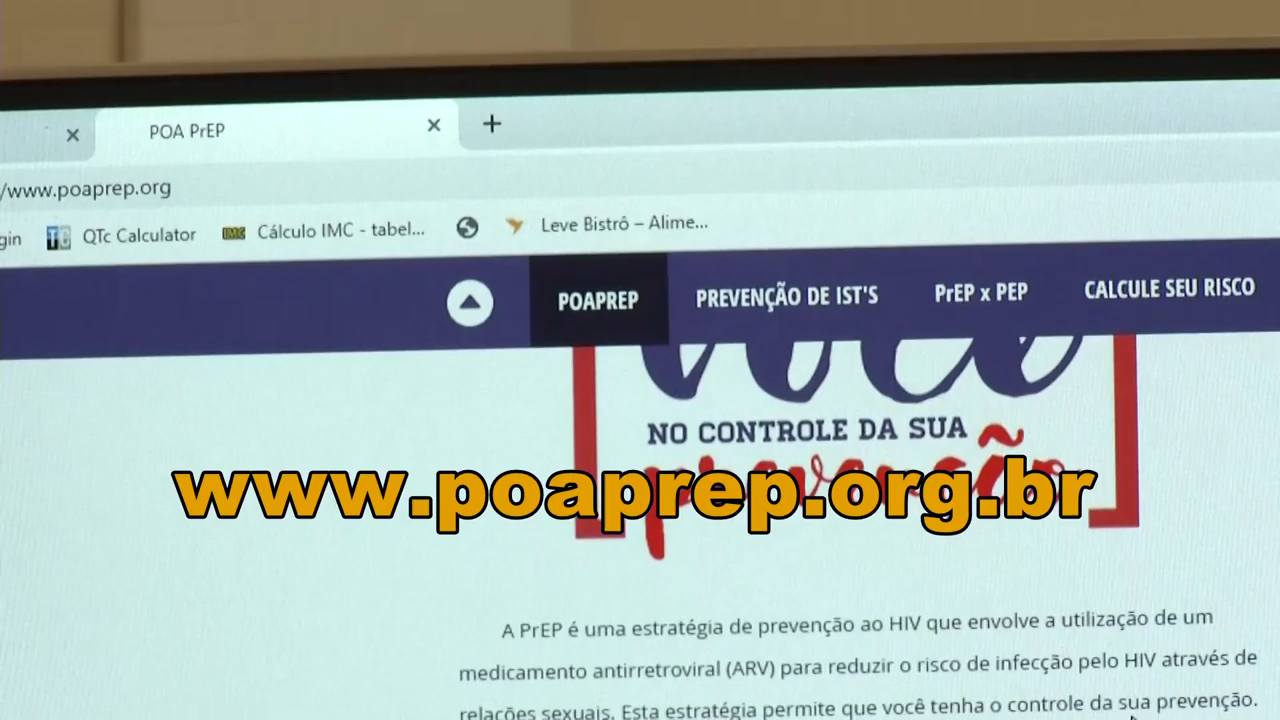 POA PrEP
/www.poaprep.org
gin QTc Calculator IMC Cálculo IMC - tabel... Leve Bistrô – Alime...
POAPREP PREVENÇÃO DE IST'S PrEP x PEP CALCULE SEU RISCO
você
NO CONTROLE DA SUA
prevenção
www.poaprep.org.br
A PrEP é uma estratégia de prevenção ao HIV que envolve a utilização de um
medicamento antirretroviral (ARV) para reduzir o risco de infecção pelo HIV através de
relações sexuais. Esta estratégia permite que você tenha o controle da sua prevenção.